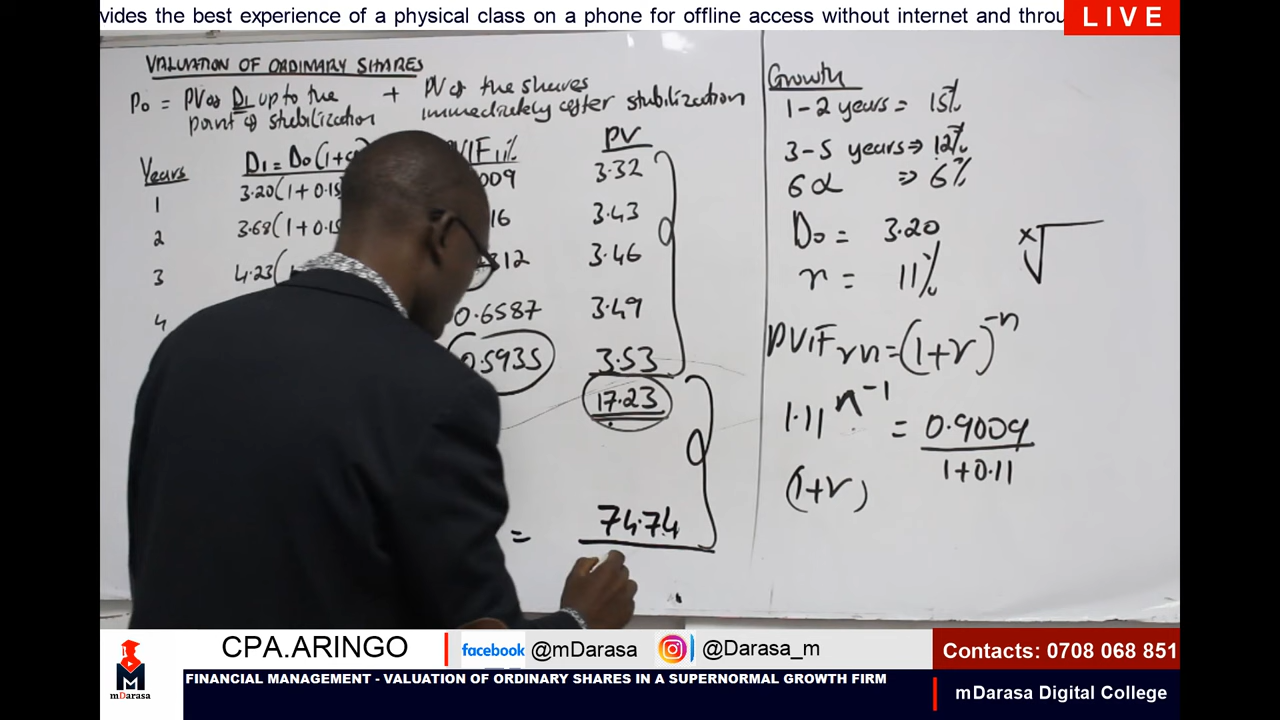 vides the best experience of a physical class on a phone for offline access without internet and throu
LIVE
VALUATION OF ORDINARY SHARES
P₀ = PV of D₁ up to the point of stabilization + PV of the shares immediately after stabilization
Years D₁ = D₀(1+ 11% PV
1 3.20(1+0.15 009 3.32
2 3.68(1+0.15 16 3.43
3 4.23( 312 3.46
4 0.6587 3.49
0.5935 3.53
17.23
= 74.74
Growth
1-2 years = 15%
3-5 years ⇒ 12%
6 α ⇒ 6%
D₀ = 3.20
r = 11%
x√
PVIF rn = (1+r)⁻ⁿ
1.11 n⁻¹ = 0.9009
1+0.11
(1+r)
mDarasa
CPA.ARINGO
facebook @mDarasa
@Darasa_m
Contacts: 0708 068 851
FINANCIAL MANAGEMENT - VALUATION OF ORDINARY SHARES IN A SUPERNORMAL GROWTH FIRM
mDarasa Digital College